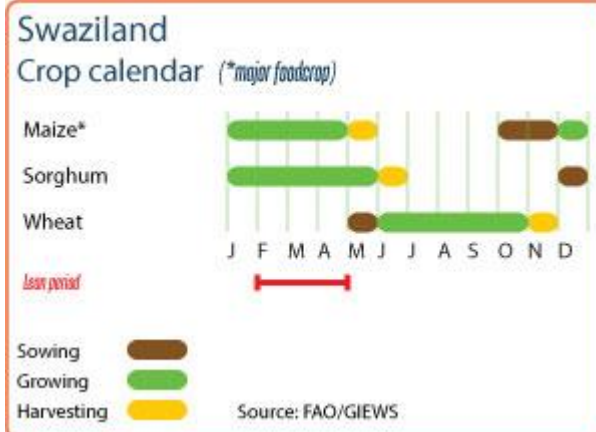 Swaziland
Crop calendar (*major foodcrop)
Maize*
Sorghum
Wheat
J F M A M J J A S O N D
Lean period
Sowing
Growing
Harvesting
Source: FAO/GIEWS